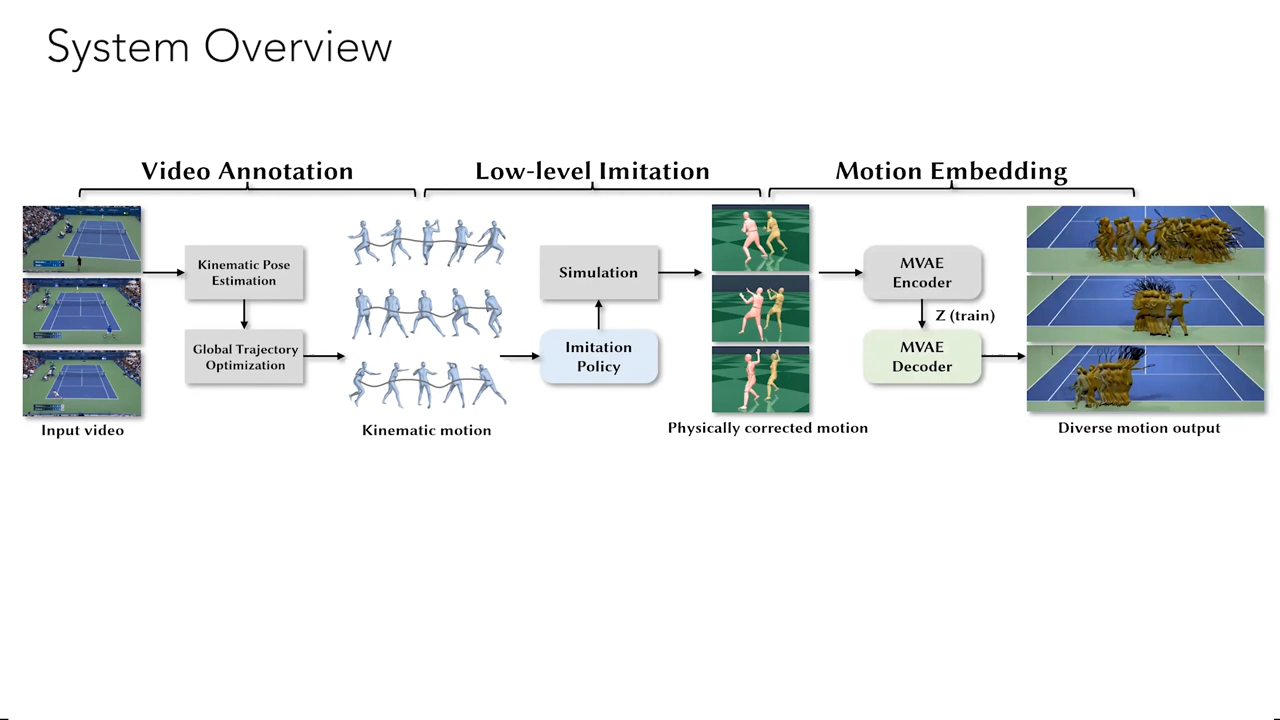 System Overview
Video Annotation
Low-level Imitation
Motion Embedding
Kinematic Pose
Estimation
Global Trajectory
Optimization
Simulation
Imitation
Policy
MVAE
Encoder
Z (train)
MVAE
Decoder
Input video
Kinematic motion
Physically corrected motion
Diverse motion output